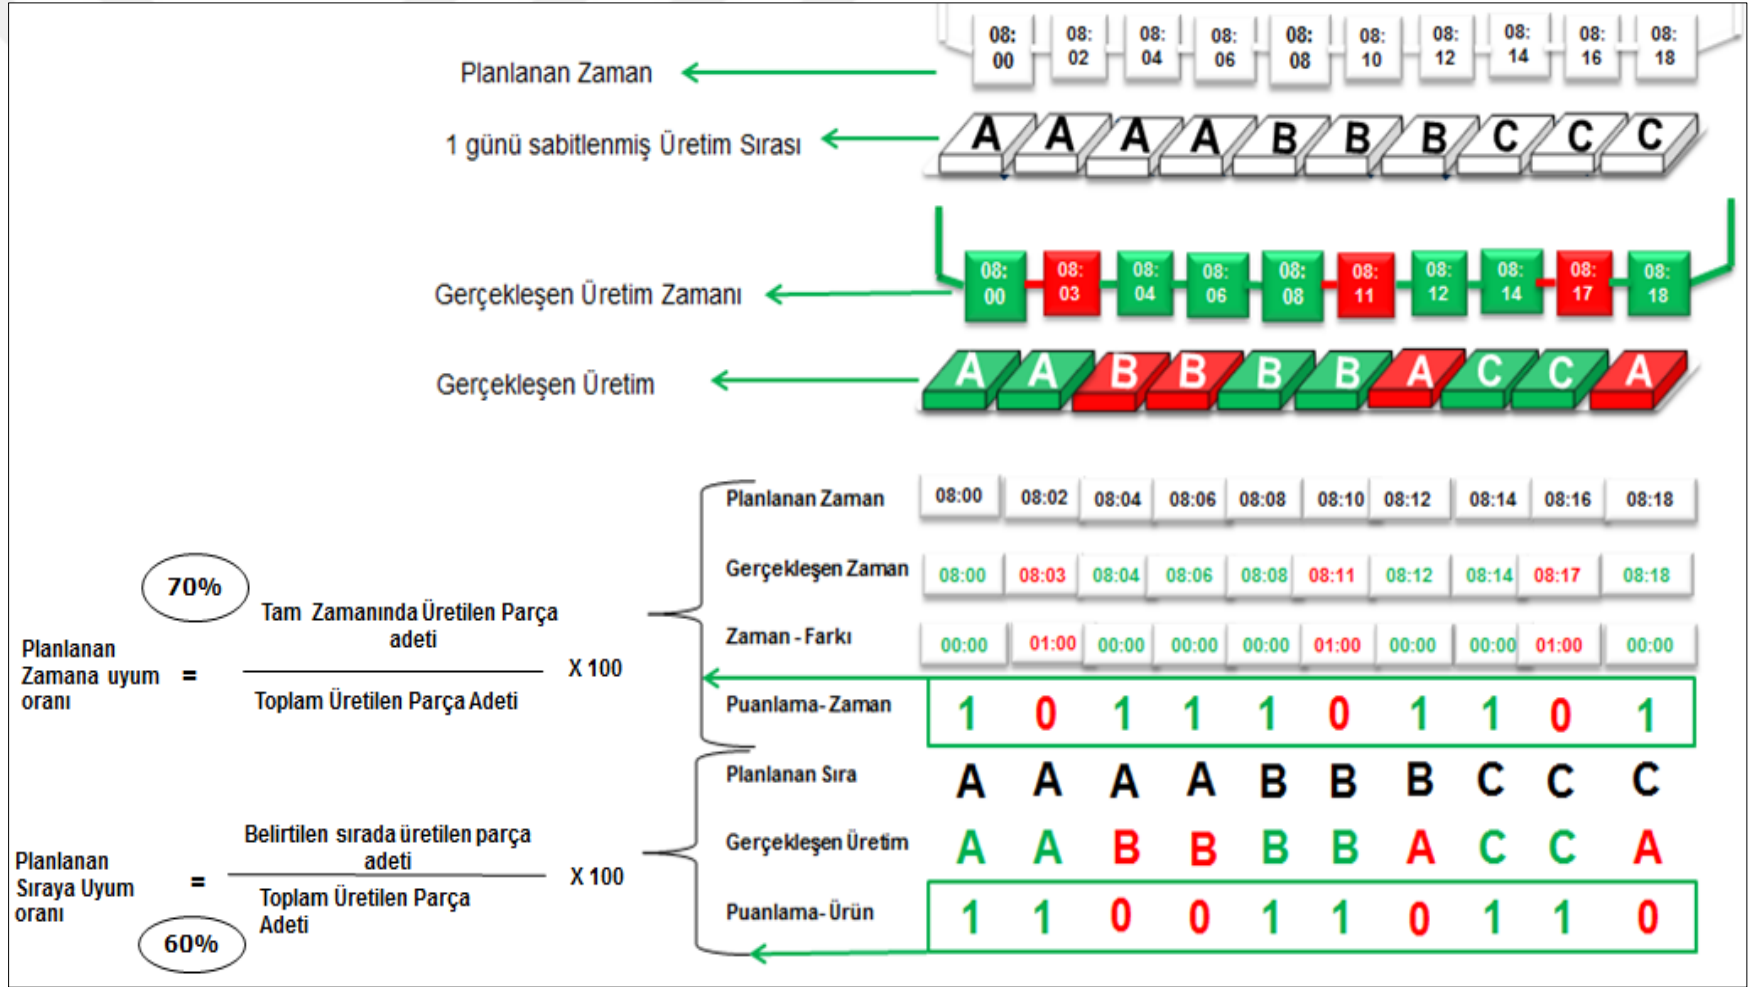 08:00 08:02 08:04 08:06 08:08 08:10 08:12 08:14 08:16 08:18
Planlanan Zaman
1 günü sabitlenmiş Üretim Sırası
A A A A B B B C C C
Gerçekleşen Üretim Zamanı
08:00 08:03 08:04 08:06 08:08 08:11 08:12 08:14 08:17 08:18
Gerçekleşen Üretim
A A B B B B A C C A
Planlanan Zaman 08:00 08:02 08:04 08:06 08:08 08:10 08:12 08:14 08:16 08:18
Gerçekleşen Zaman 08:00 08:03 08:04 08:06 08:08 08:11 08:12 08:14 08:17 08:18
Zaman - Farkı 00:00 01:00 00:00 00:00 00:00 01:00 00:00 00:00 01:00 00:00
Puanlama- Zaman 1 0 1 1 1 0 1 1 0 1
70%
Planlanan
Zamana uyum
oranı
=
Tam Zamanında Üretilen Parça
adeti
Toplam Üretilen Parça Adeti
X 100
Planlanan Sıra A A A A B B B C C C
Gerçekleşen Üretim A A B B B B A C C A
Puanlama- Ürün 1 1 0 0 1 1 0 1 1 0
Planlanan
Sıraya Uyum
oranı
=
Belirtilen sırada üretilen parça
adeti
Toplam Üretilen Parça
Adeti
X 100
60%